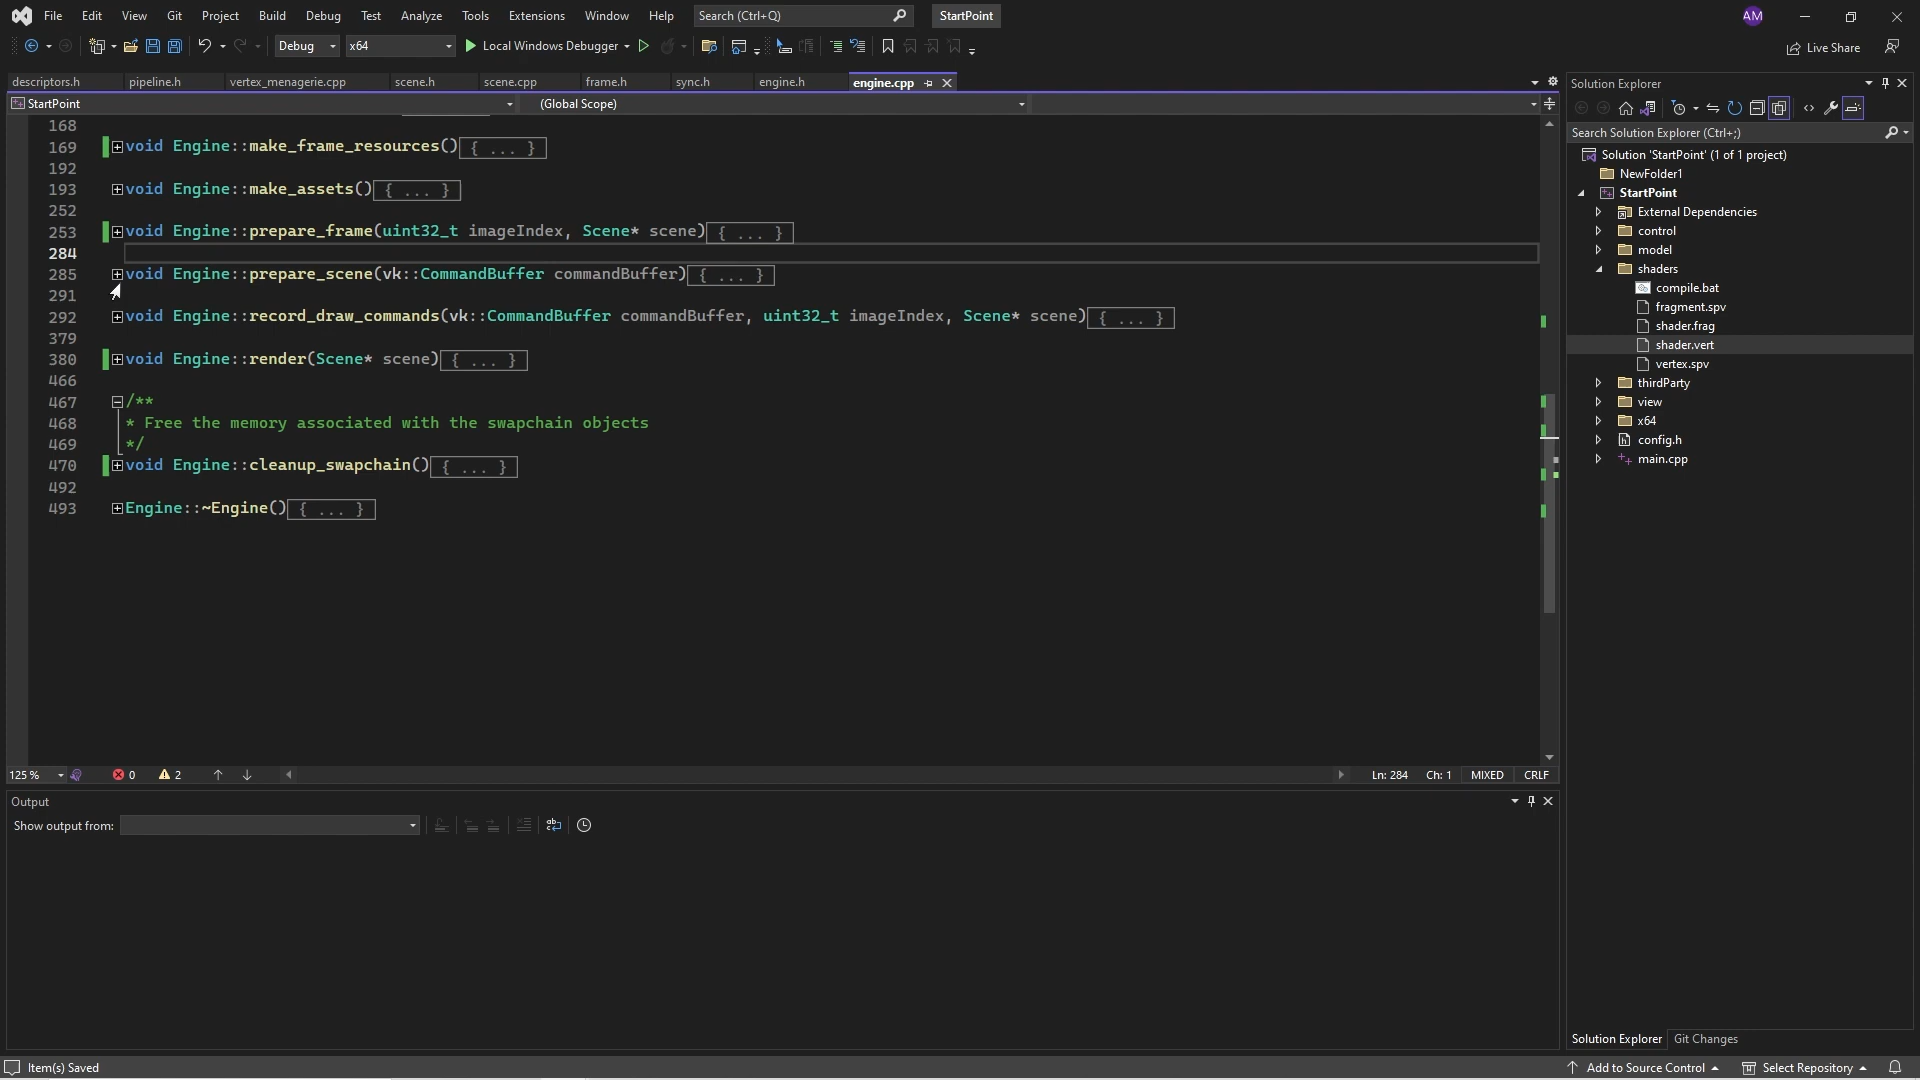 File Edit View Git Project Build Debug Test Analyze Tools Extensions Window Help Search (Ctrl+Q) StartPoint AM
Debug x64 Local Windows Debugger Live Share
descriptors.h pipeline.h vertex_menagerie.cpp scene.h scene.cpp frame.h sync.h engine.h engine.cpp
StartPoint (Global Scope)
168
169 void Engine::make_frame_resources() { ... }
192
193 void Engine::make_assets() { ... }
252
253 void Engine::prepare_frame(uint32_t imageIndex, Scene* scene) { ... }
284
285 void Engine::prepare_scene(vk::CommandBuffer commandBuffer) { ... }
291
292 void Engine::record_draw_commands(vk::CommandBuffer commandBuffer, uint32_t imageIndex, Scene* scene) { ... }
379
380 void Engine::render(Scene* scene) { ... }
466
467 /**
468 * Free the memory associated with the swapchain objects
469 */
470 void Engine::cleanup_swapchain() { ... }
492
493 Engine::~Engine() { ... }
125 % 0 2 Ln: 284 Ch: 1 MIXED CRLF
Output
Show output from:
Solution Explorer
Search Solution Explorer (Ctrl+;)
Solution 'StartPoint' (1 of 1 project)
NewFolder1
StartPoint
External Dependencies
control
model
shaders
compile.bat
fragment.spv
shader.frag
shader.vert
vertex.spv
thirdParty
view
x64
config.h
main.cpp
Solution Explorer Git Changes
Item(s) Saved Add to Source Control Select Repository